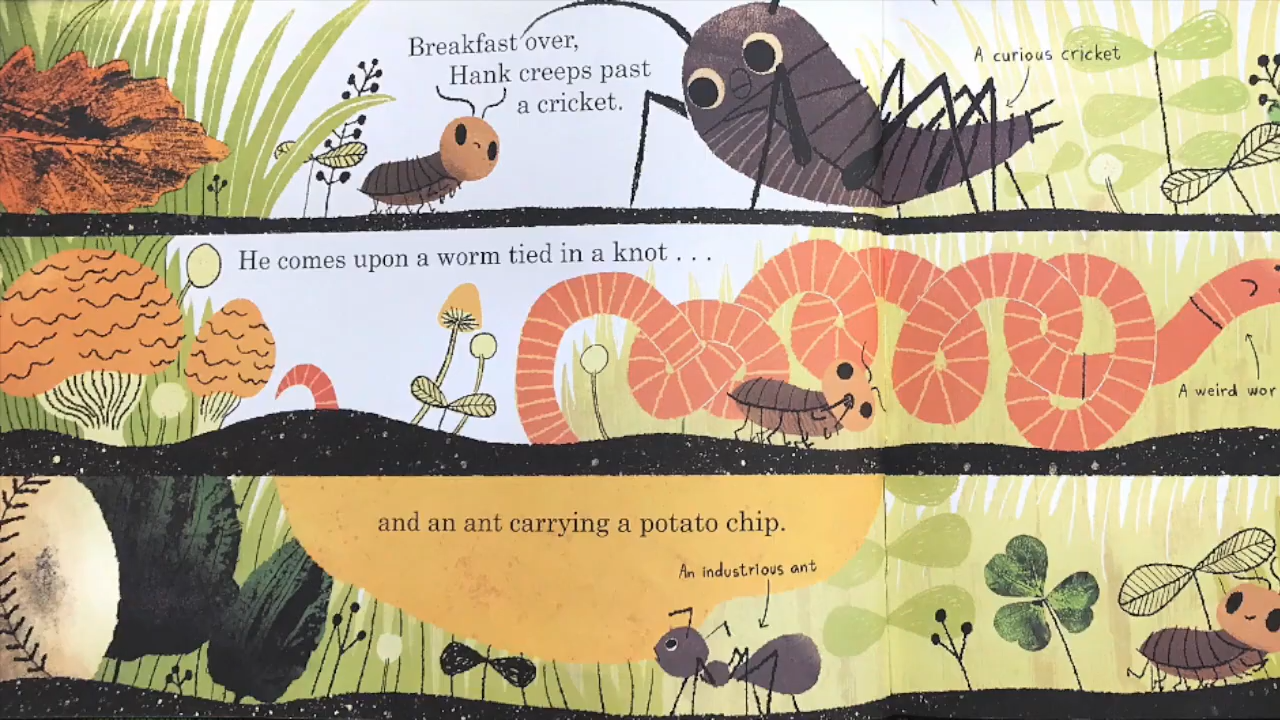 Breakfast over,
Hank creeps past
a cricket.
A curious cricket
He comes upon a worm tied in a knot . . .
A weird wor
and an ant carrying a potato chip.
An industrious ant